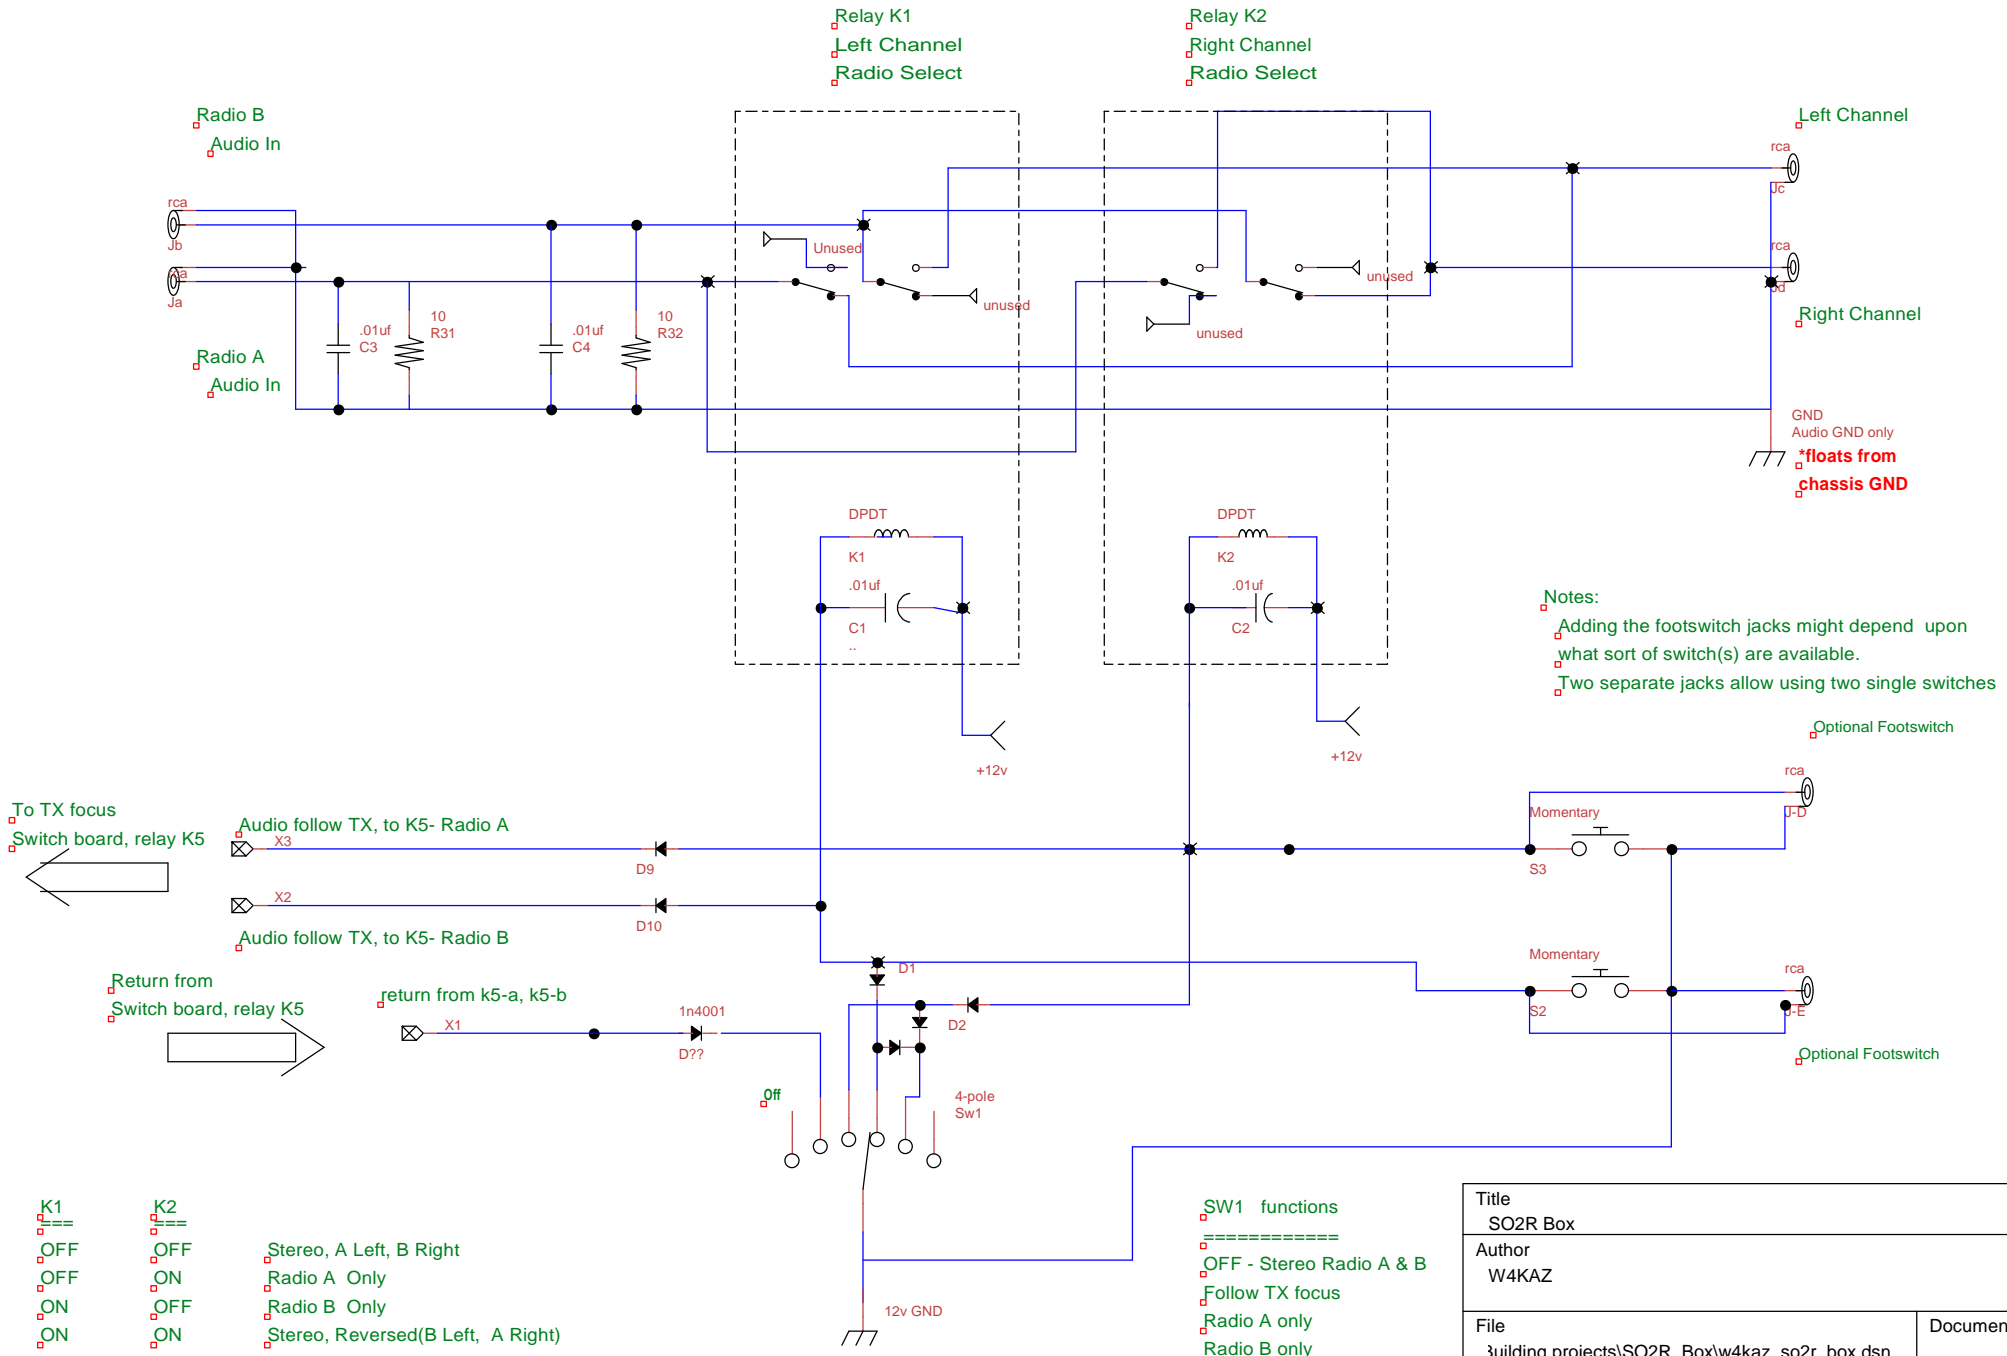 Relay K1
Left Channel
Radio Select
Relay K2
Right Channel
Radio Select
Radio B
Audio In
Left Channel
rca
Jc
rca
Jb
Unused
unused
unused
unused
rca
Jd
Right Channel
rca
Ja
.01uf
C3
10
R31
.01uf
C4
10
R32
Radio A
Audio In
GND
Audio GND only
*floats from
chassis GND
DPDT
K1
.01uf
C1
..
DPDT
K2
.01uf
C2
+12v
+12v
Notes:
Adding the footswitch jacks might depend upon
what sort of switch(s) are available.
Two separate jacks allow using two single switches
Optional Footswitch
rca
J-D
Momentary
S3
To TX focus
Switch board, relay K5
Audio follow TX, to K5- Radio A
X3
D9
X2
D10
Audio follow TX, to K5- Radio B
Momentary
S2
rca
J-E
Optional Footswitch
Return from
Switch board, relay K5
return from k5-a, k5-b
X1
1n4001
D??
D1
D2
Off
4-pole
Sw1
12v GND
K1 K2
=== ===
OFF OFF Stereo, A Left, B Right
OFF ON Radio A Only
ON OFF Radio B Only
ON ON Stereo, Reversed(B Left, A Right)
SW1 functions
============
OFF - Stereo Radio A & B
Follow TX focus
Radio A only
Radio B only
Title
SO2R Box
Author
W4KAZ
File
Building projects\SO2R_Box\w4kaz_so2r_box.dsn
Documen